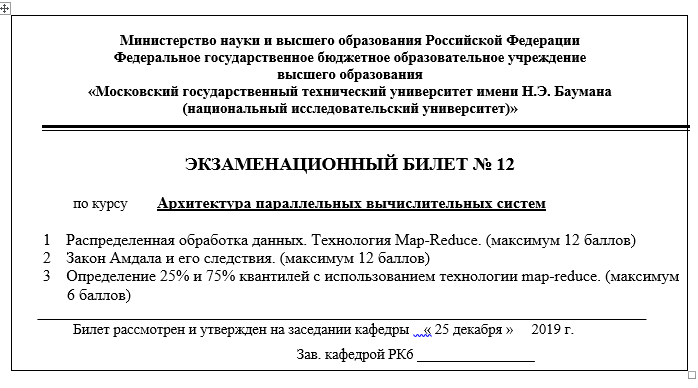 Министерство науки и высшего образования Российской Федерации
Федеральное государственное бюджетное образовательное учреждение
высшего образования
«Московский государственный технический университет имени Н.Э. Баумана
(национальный исследовательский университет)»
ЭКЗАМЕНАЦИОННЫЙ БИЛЕТ № 12
по курсу Архитектура параллельных вычислительных систем
1 Распределенная обработка данных. Технология Map-Reduce. (максимум 12 баллов)
2 Закон Амдала и его следствия. (максимум 12 баллов)
3 Определение 25% и 75% квантилей с использованием технологии map-reduce. (максимум
6 баллов)
Билет рассмотрен и утвержден на заседании кафедры « 25 декабря » 2019 г.
Зав. кафедрой РК6 ________________